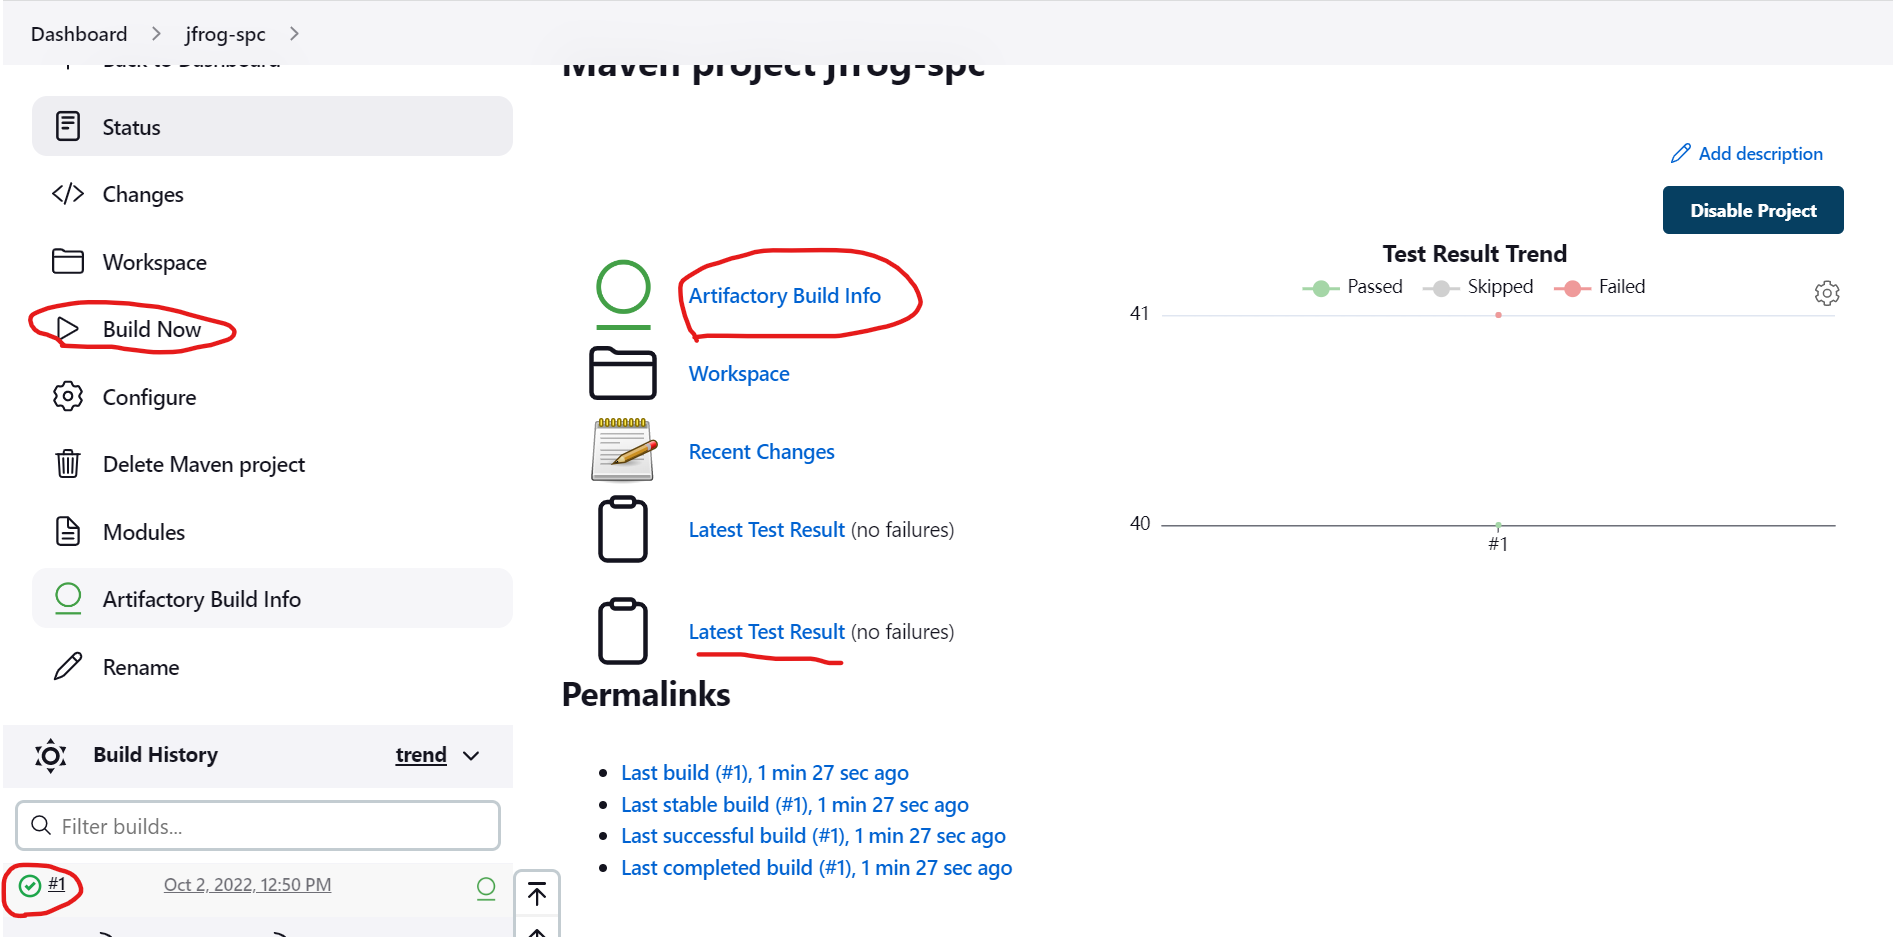 Dashboard
jfrog-spc
Back to Dashboard
Status
Changes
Workspace
Build Now
Configure
Delete Maven project
Modules
Artifactory Build Info
Rename
Build History
trend
Filter builds...
#1
Oct 2, 2022, 12:50 PM
Maven project jfrog-spc
Add description
Disable Project
Artifactory Build Info
Workspace
Recent Changes
Latest Test Result (no failures)
Latest Test Result (no failures)
Test Result Trend
Passed Skipped Failed
41
40
#1
Permalinks
Last build (#1), 1 min 27 sec ago
Last stable build (#1), 1 min 27 sec ago
Last successful build (#1), 1 min 27 sec ago
Last completed build (#1), 1 min 27 sec ago